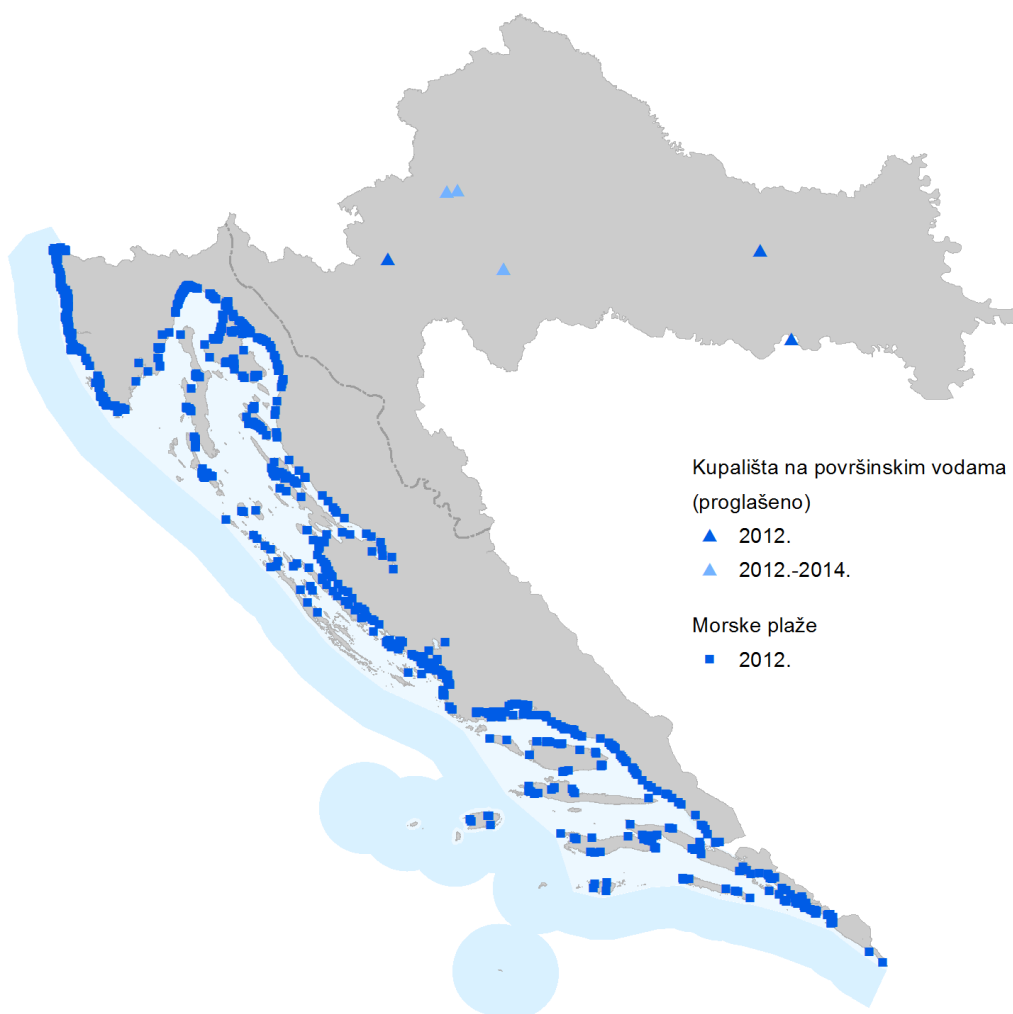 Kupališta na površinskim vodama
(proglašeno)
2012.
2012.-2014.
Morske plaže
2012.